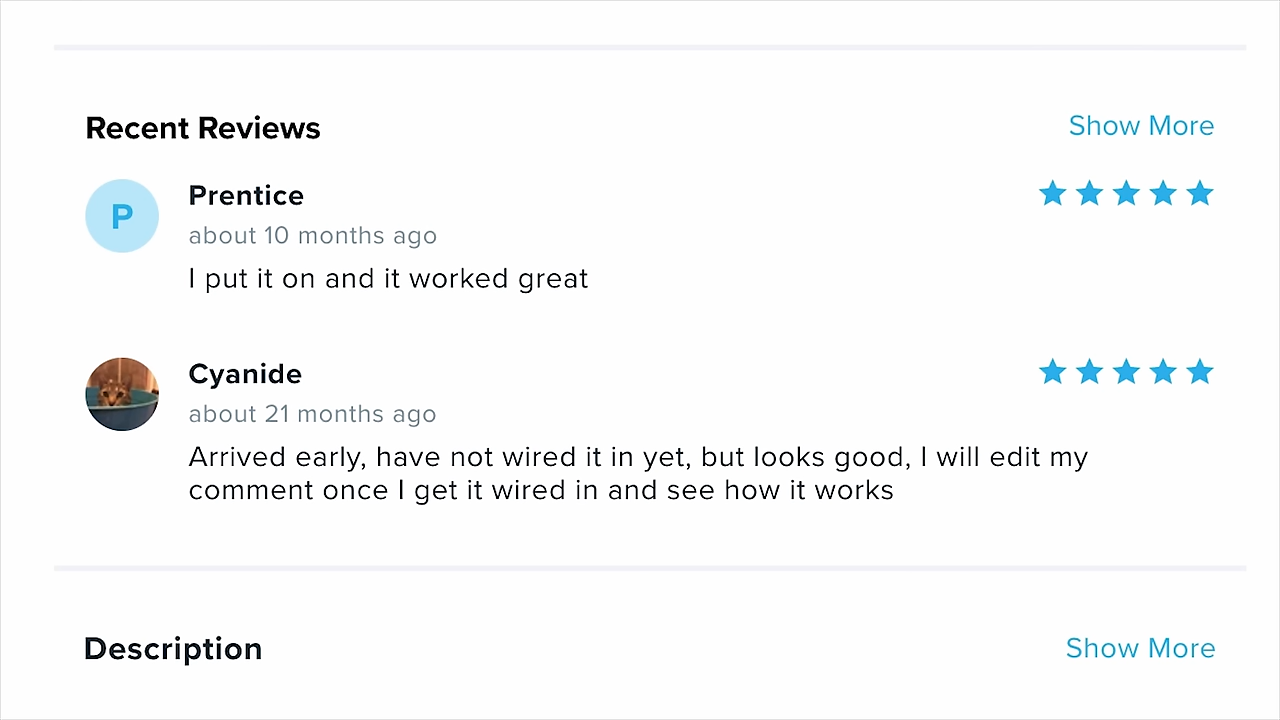 Recent Reviews
Show More
P
Prentice
about 10 months ago
I put it on and it worked great
Cyanide
about 21 months ago
Arrived early, have not wired it in yet, but looks good, I will edit my
comment once I get it wired in and see how it works
Description
Show More